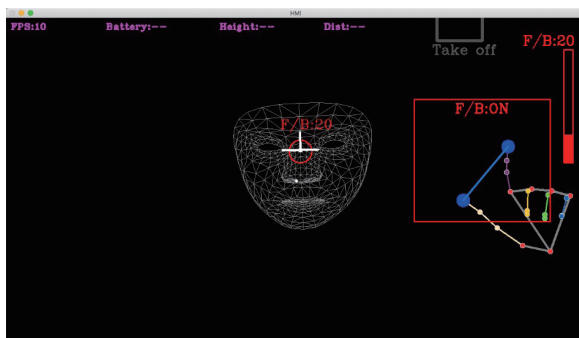 HMI
FPS:10 Battery:-- Height:-- Dist:--
Take off
F/B:20
F/B:ON
F/B:20